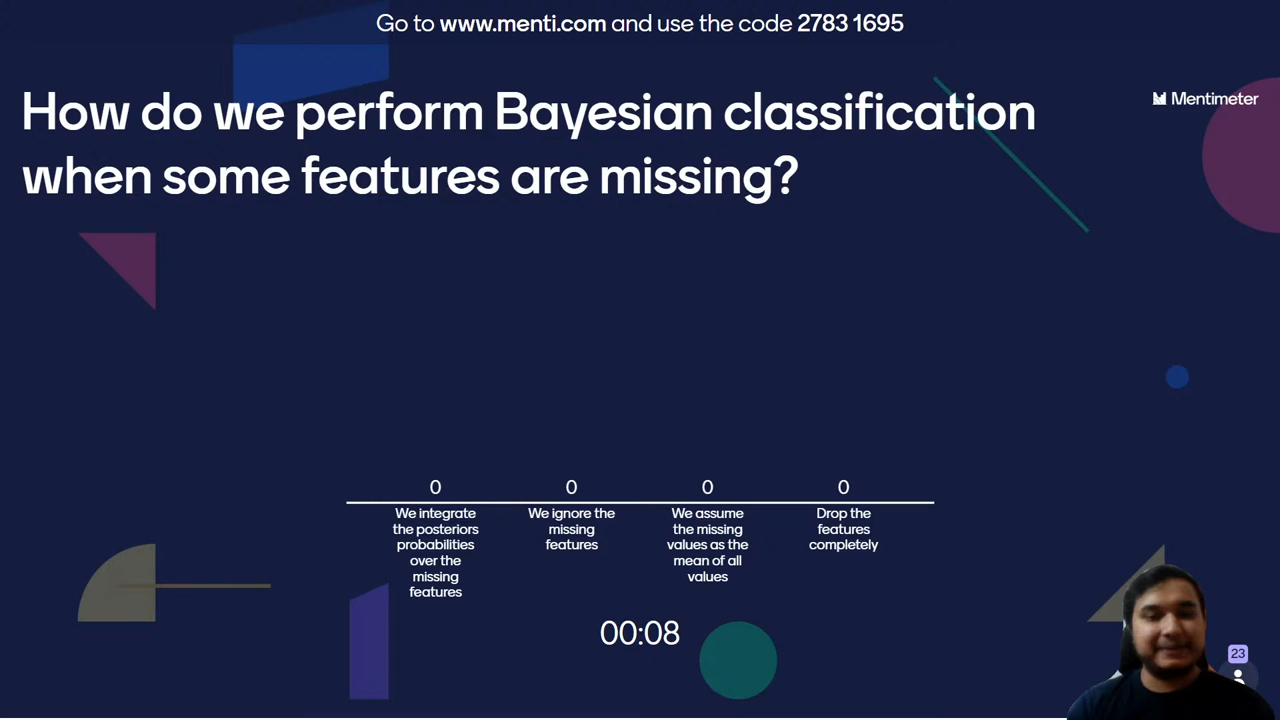 Go to www.menti.com and use the code 2783 1695
How do we perform Bayesian classification
when some features are missing?
Mentimeter
0
0
0
0
We integrate
the posteriors
probabilities
over the
missing
features
We ignore the
missing
features
We assume
the missing
values as the
mean of all
values
Drop the
features
completely
00:08
23